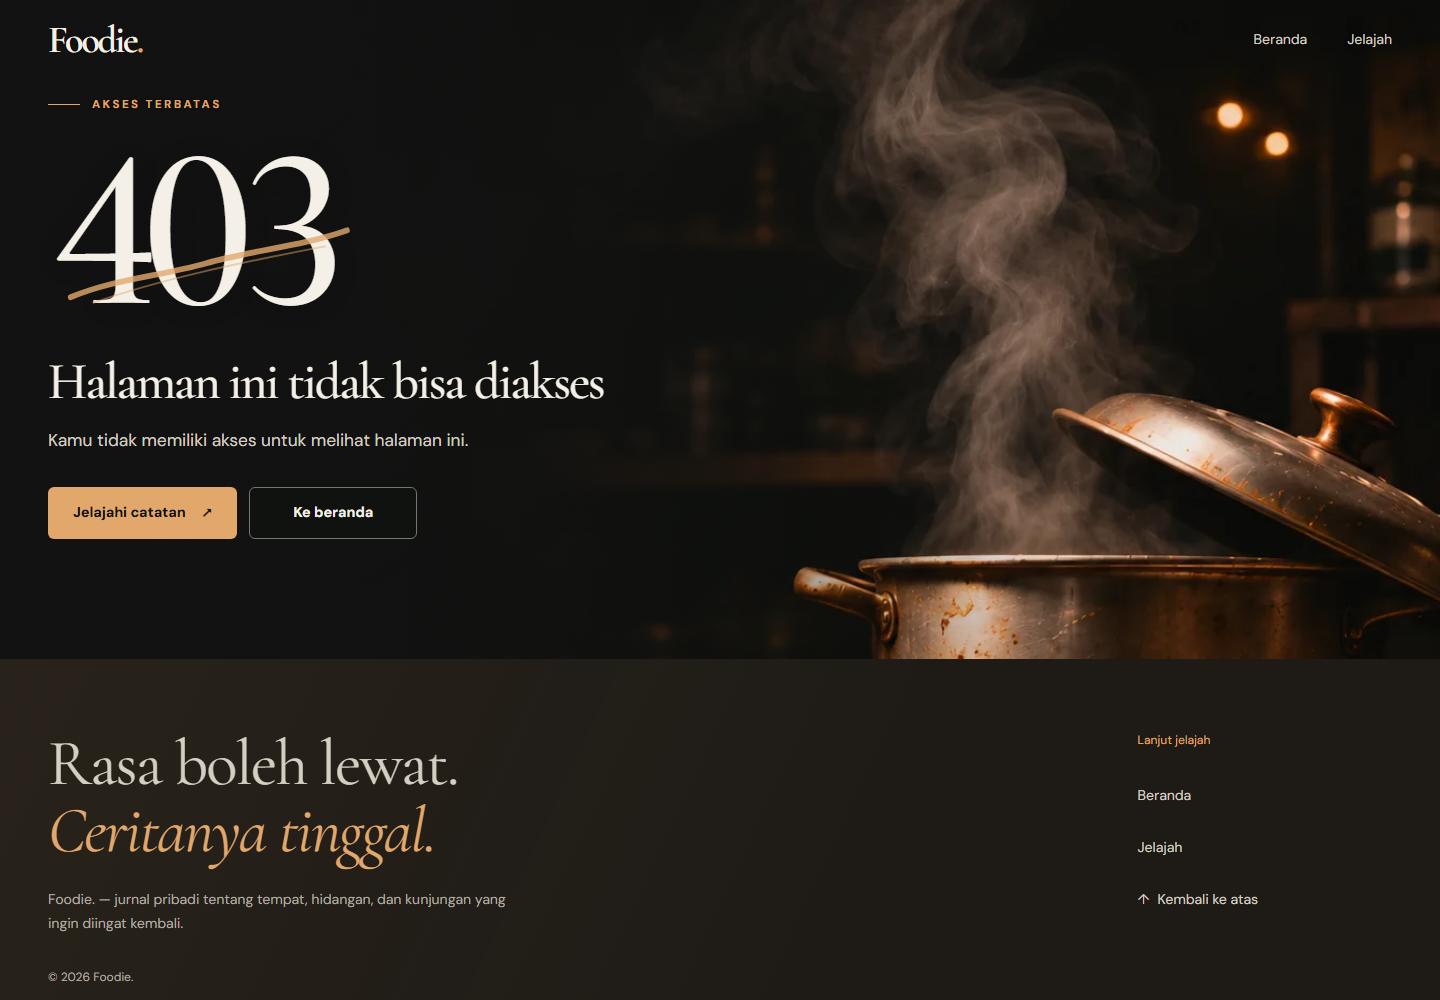 Foodie.
Beranda
Jelajah
AKSES TERBATAS
403
Halaman ini tidak bisa diakses
Kamu tidak memiliki akses untuk melihat halaman ini.
Jelajahi catatan ↗
Ke beranda
Rasa boleh lewat.
Ceritanya tinggal.
Foodie. — jurnal pribadi tentang tempat, hidangan, dan kunjungan yang
ingin diingat kembali.
© 2026 Foodie.
Lanjut jelajah
Beranda
Jelajah
↑ Kembali ke atas